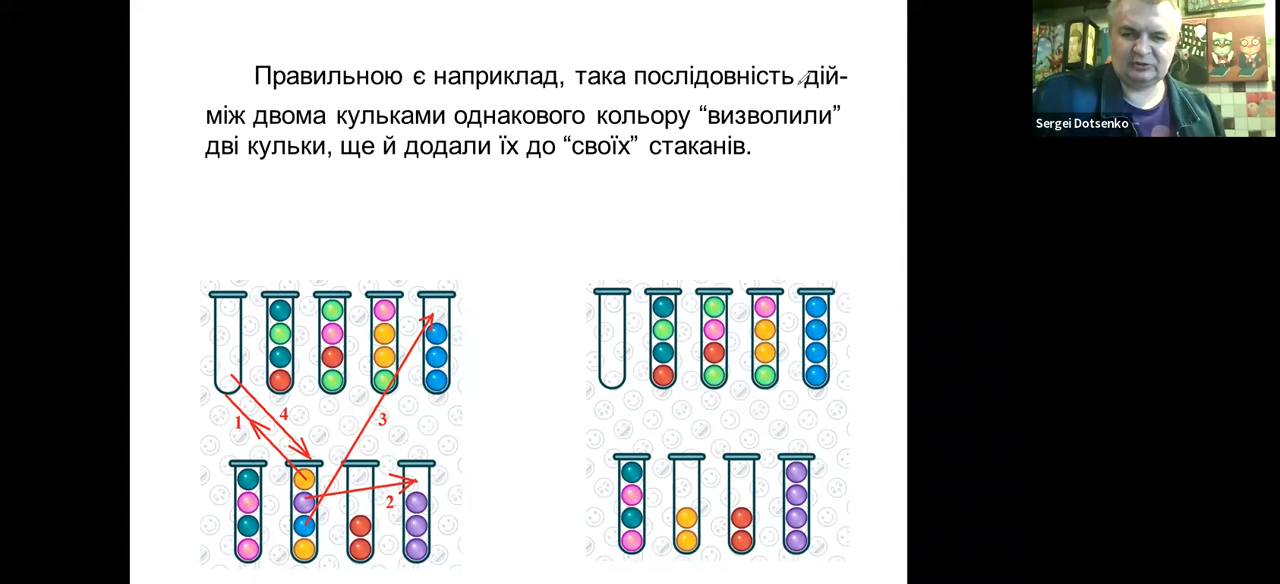 Правильною є наприклад, така послідовність дій-
між двома кульками однакового кольору “визволили”
дві кульки, ще й додали їх до “своїх” стаканів.
Sergei Dotsenko
1
4
3
2